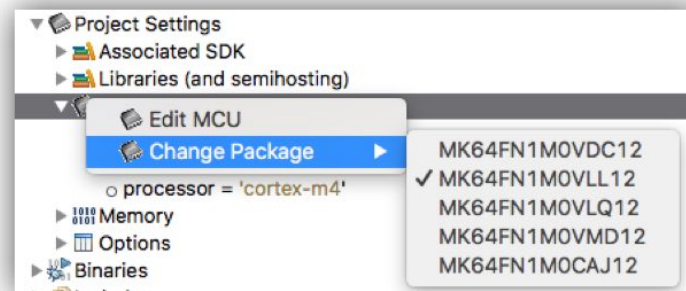 Project Settings
Associated SDK
Libraries (and semihosting)
Edit MCU
Change Package
MK64FN1M0VDC12
MK64FN1M0VLL12
MK64FN1M0VLQ12
MK64FN1M0VMD12
MK64FN1M0CAJ12
processor = 'cortex-m4'
Memory
Options
Binaries